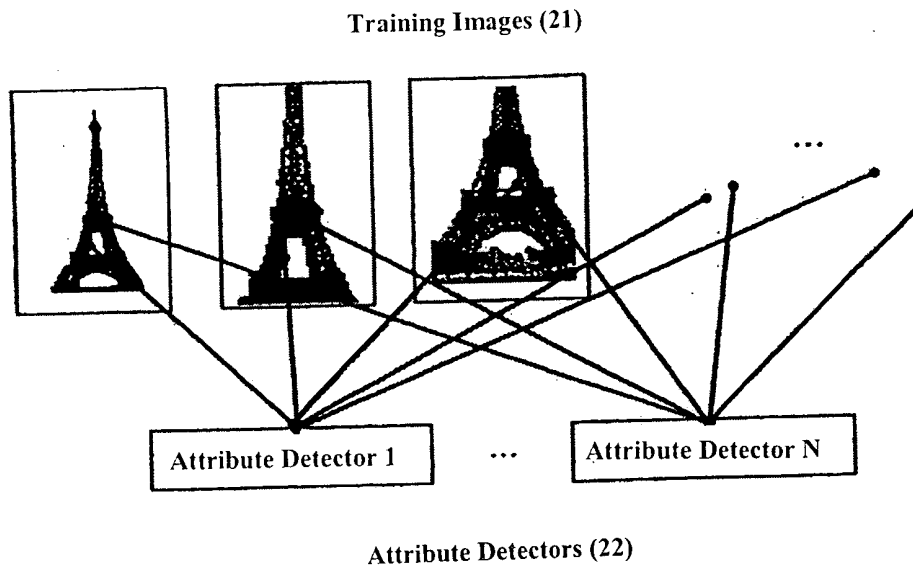 Training Images (21)
...
Attribute Detector 1
...
Attribute Detector N
Attribute Detectors (22)